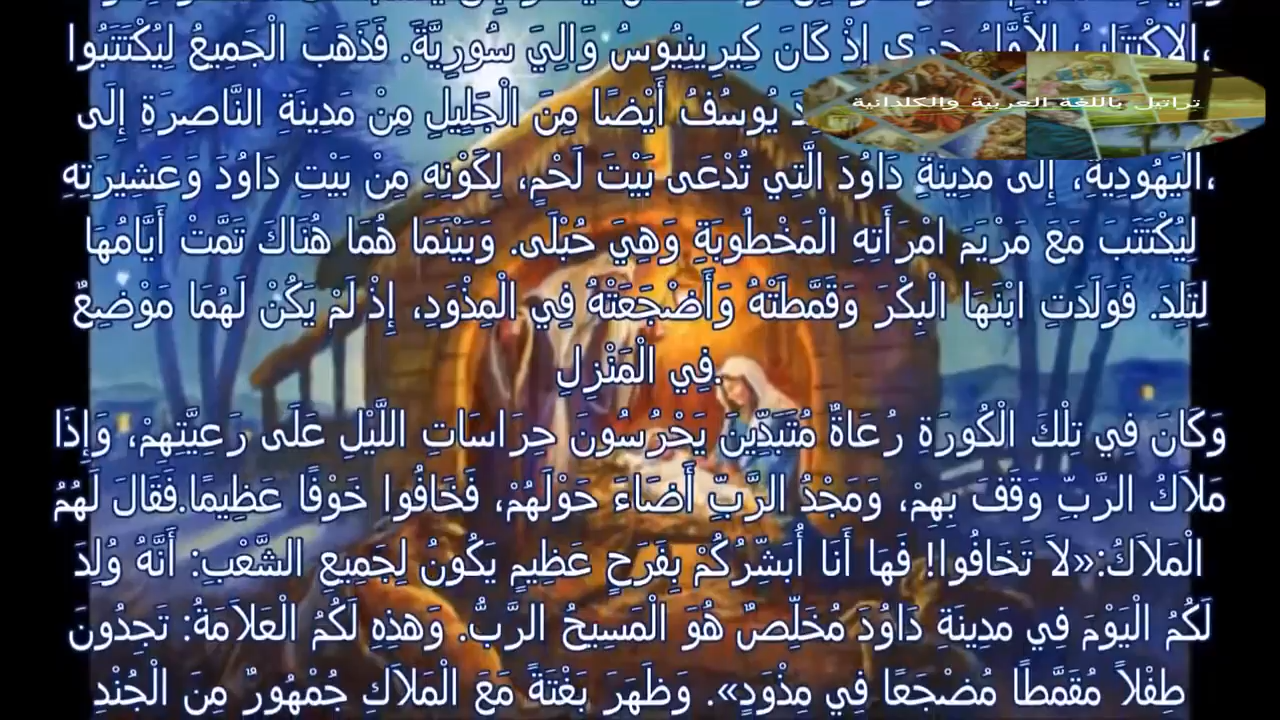 الِاكْتِتَابُ الأَوَّلُ جَرَى إِذْ كَانَ كِيرِينِيُوسُ وَالِيَ سُورِيَّةَ. فَذَهَبَ الْجَمِيعُ لِيُكْتَتَبُوا،
تراتيل باللغة العربية والكلدانية
يُوسُفُ أَيْضًا مِنَ الْجَلِيلِ مِنْ مَدِينَةِ النَّاصِرَةِ إِلَى
الْيَهُودِيَّةِ، إِلَى مَدِينَةِ دَاوُدَ الَّتِي تُدْعَى بَيْتَ لَحْمٍ، لِكَوْنِهِ مِنْ بَيْتِ دَاوُدَ وَعَشِيرَتِهِ،
لِيُكْتَتَبَ مَعَ مَرْيَمَ امْرَأَتِهِ الْمَخْطُوبَةِ وَهِيَ حُبْلَى. وَبَيْنَمَا هُمَا هُنَاكَ تَمَّتْ أَيَّامُهَا
لِتَلِدَ. فَوَلَدَتِ ابْنَهَا الْبِكْرَ وَقَمَّطَتْهُ وَأَضْجَعَتْهُ فِي الْمِذْوَدِ، إِذْ لَمْ يَكُنْ لَهُمَا مَوْضِعٌ
فِي الْمَنْزِلِ.
وَكَانَ فِي تِلْكَ الْكُورَةِ رُعَاةٌ مُتَبَدِّينَ يَحْرُسُونَ حِرَاسَاتِ اللَّيْلِ عَلَى رَعِيَّتِهِمْ، وَإِذَا
مَلاَكُ الرَّبِّ وَقَفَ بِهِمْ، وَمَجْدُ الرَّبِّ أَضَاءَ حَوْلَهُمْ، فَخَافُوا خَوْفًا عَظِيمًا.فَقَالَ لَهُمُ
الْمَلاَكُ:«لاَ تَخَافُوا! فَهَا أَنَا أُبَشِّرُكُمْ بِفَرَحٍ عَظِيمٍ يَكُونُ لِجَمِيعِ الشَّعْبِ: أَنَّهُ وُلِدَ
لَكُمُ الْيَوْمَ فِي مَدِينَةِ دَاوُدَ مُخَلِّصٌ هُوَ الْمَسِيحُ الرَّبُّ. وَهذِهِ لَكُمُ الْعَلاَمَةُ: تَجِدُونَ
طِفْلاً مُقَمَّطًا مُضْجَعًا فِي مِذْوَدٍ». وَظَهَرَ بَغْتَةً مَعَ الْمَلاَكِ جُمْهُورٌ مِنَ الْجُنْدِ